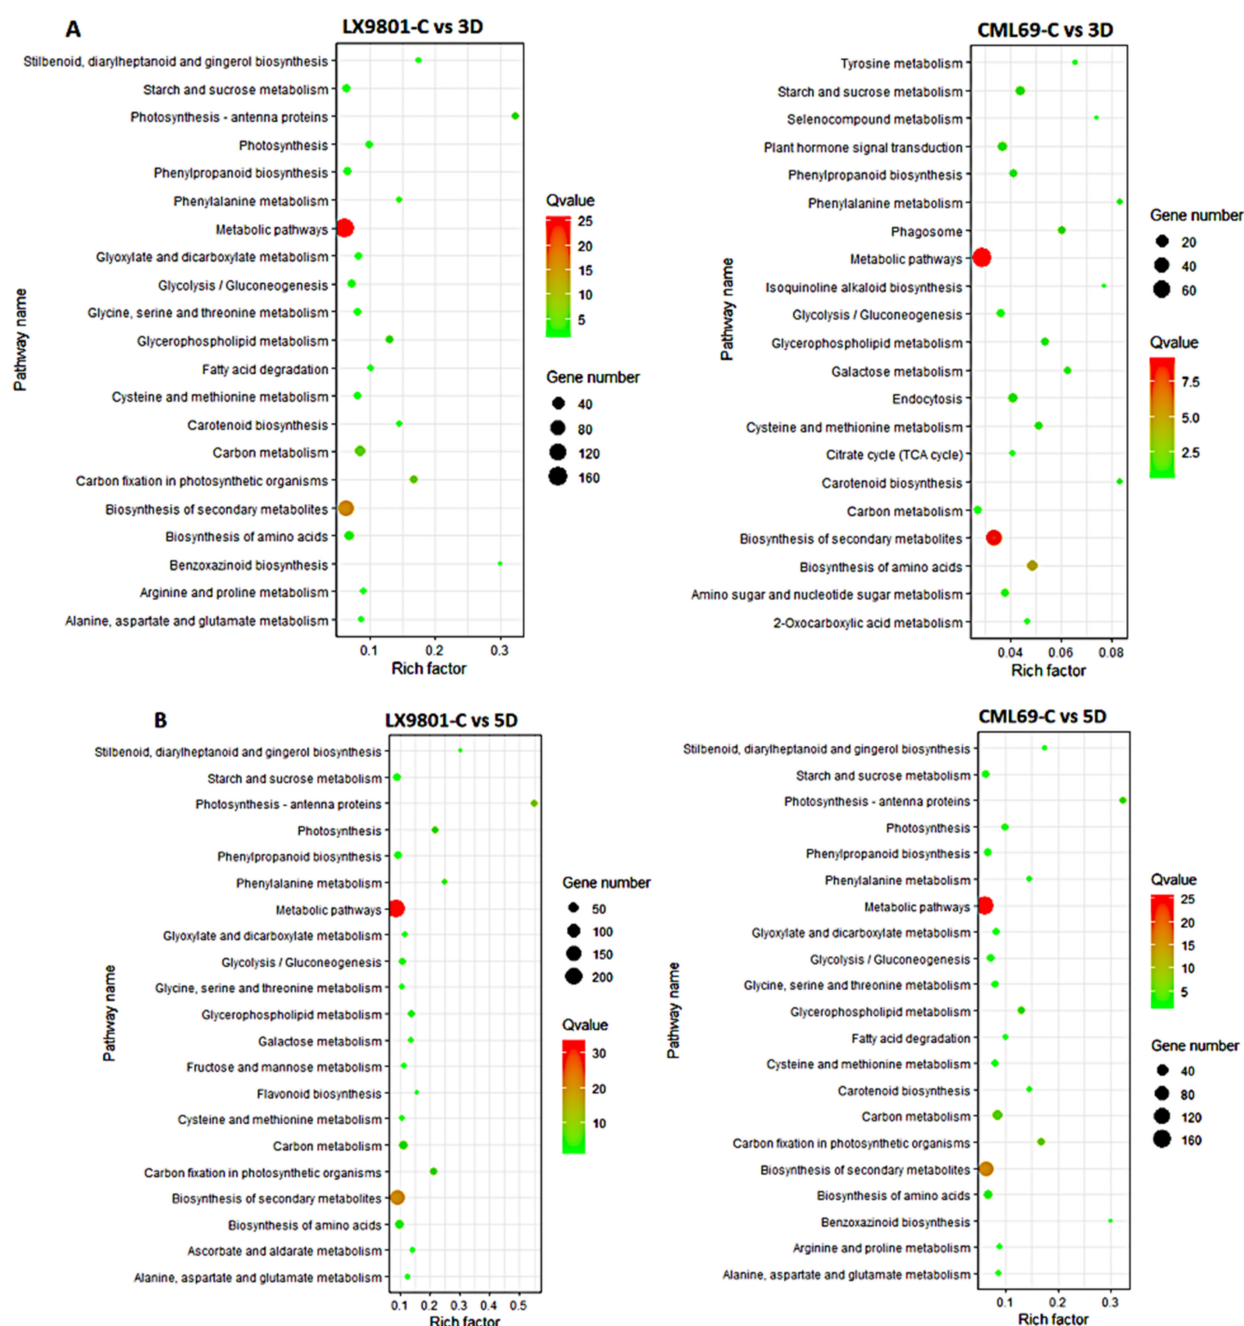 A
LX9801-C vs 3D
Stilbenoid, diarylheptanoid and gingerol biosynthesis
Starch and sucrose metabolism
Photosynthesis - antenna proteins
Photosynthesis
Phenylpropanoid biosynthesis
Phenylalanine metabolism
Metabolic pathways
Glyoxylate and dicarboxylate metabolism
Glycolysis / Gluconeogenesis
Glycine, serine and threonine metabolism
Glycerophospholipid metabolism
Fatty acid degradation
Cysteine and methionine metabolism
Carotenoid biosynthesis
Carbon metabolism
Carbon fixation in photosynthetic organisms
Biosynthesis of secondary metabolites
Biosynthesis of amino acids
Benzoxazinoid biosynthesis
Arginine and proline metabolism
Alanine, aspartate and glutamate metabolism
Pathway name
0.1 0.2 0.3
Rich factor
Qvalue
25
20
15
10
5
Gene number
40
80
120
160
CML69-C vs 3D
Tyrosine metabolism
Starch and sucrose metabolism
Selenocompound metabolism
Plant hormone signal transduction
Phenylpropanoid biosynthesis
Phenylalanine metabolism
Phagosome
Metabolic pathways
Isoquinoline alkaloid biosynthesis
Glycolysis / Gluconeogenesis
Glycerophospholipid metabolism
Galactose metabolism
Endocytosis
Cysteine and methionine metabolism
Citrate cycle (TCA cycle)
Carotenoid biosynthesis
Carbon metabolism
Biosynthesis of secondary metabolites
Biosynthesis of amino acids
Amino sugar and nucleotide sugar metabolism
2-Oxocarboxylic acid metabolism
Pathway name
0.04 0.06 0.08
Rich factor
Gene number
20
40
60
Qvalue
7.5
5.0
2.5
B
LX9801-C vs 5D
Stilbenoid, diarylheptanoid and gingerol biosynthesis
Starch and sucrose metabolism
Photosynthesis - antenna proteins
Photosynthesis
Phenylpropanoid biosynthesis
Phenylalanine metabolism
Metabolic pathways
Glyoxylate and dicarboxylate metabolism
Glycolysis / Gluconeogenesis
Glycine, serine and threonine metabolism
Glycerophospholipid metabolism
Galactose metabolism
Fructose and mannose metabolism
Flavonoid biosynthesis
Cysteine and methionine metabolism
Carbon metabolism
Carbon fixation in photosynthetic organisms
Biosynthesis of secondary metabolites
Biosynthesis of amino acids
Ascorbate and aldarate metabolism
Alanine, aspartate and glutamate metabolism
Pathway name
0.1 0.2 0.3 0.4 0.5
Rich factor
Gene number
50
100
150
200
Qvalue
30
20
10
CML69-C vs 5D
Stilbenoid, diarylheptanoid and gingerol biosynthesis
Starch and sucrose metabolism
Photosynthesis - antenna proteins
Photosynthesis
Phenylpropanoid biosynthesis
Phenylalanine metabolism
Metabolic pathways
Glyoxylate and dicarboxylate metabolism
Glycolysis / Gluconeogenesis
Glycine, serine and threonine metabolism
Glycerophospholipid metabolism
Fatty acid degradation
Cysteine and methionine metabolism
Carotenoid biosynthesis
Carbon metabolism
Carbon fixation in photosynthetic organisms
Biosynthesis of secondary metabolites
Biosynthesis of amino acids
Benzoxazinoid biosynthesis
Arginine and proline metabolism
Alanine, aspartate and glutamate metabolism
Pathway name
0.1 0.2 0.3
Rich factor
Qvalue
25
20
15
10
5
Gene number
40
80
120
160